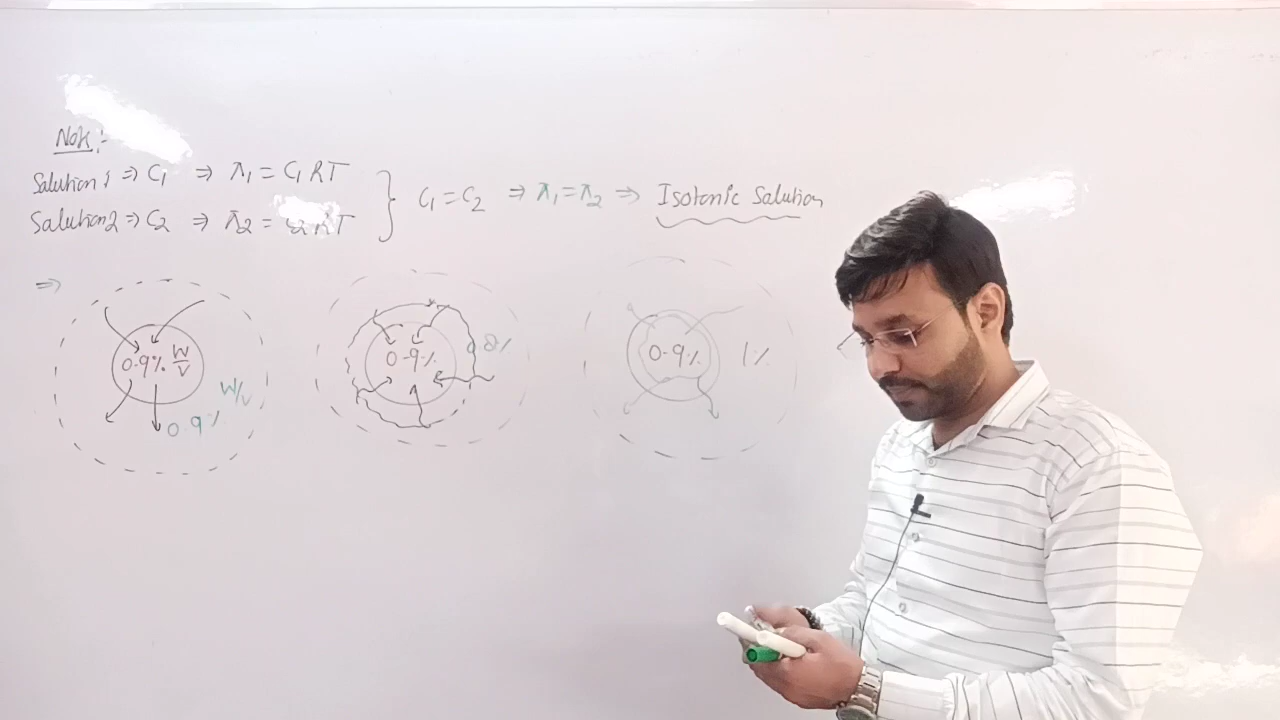 Note:-
Solution 1 ⇒ C₁ ⇒ π₁ = C₁RT
Solution 2 ⇒ C₂ ⇒ π₂ = C₂RT
C₁ = C₂ ⇒ π₁ = π₂ ⇒ Isotonic Solution
⇒
0.9% W/V
W/V
0.9%
0.9%
0.8%
0.9%
1%